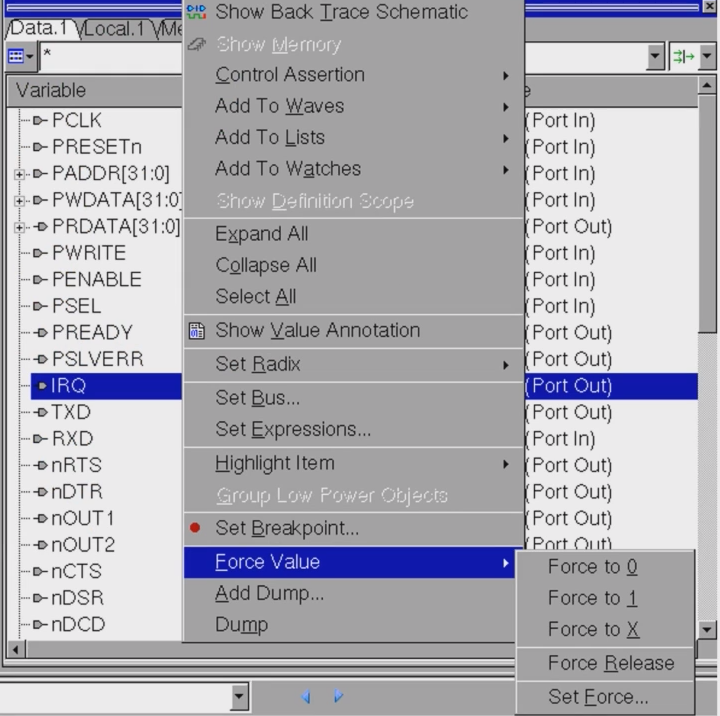 Show Back Trace Schematic
Data.1 Local.1 Me
Show Memory
*
Control Assertion
Variable
Add To Waves
PCLK (Port In)
Add To Lists
PRESETn (Port In)
Add To Watches
PADDR[31:0] (Port In)
Show Definition Scope
PWDATA[31:0] (Port In)
PRDATA[31:0] (Port Out)
Expand All
PWRITE (Port In)
Collapse All
PENABLE (Port In)
Select All
PSEL (Port In)
Show Value Annotation
PREADY (Port Out)
PSLVERR (Port Out)
Set Radix
IRQ (Port Out)
Set Bus...
TXD (Port Out)
Set Expressions...
RXD (Port In)
Highlight Item
nRTS (Port Out)
nDTR (Port Out)
Group Low Power Objects
nOUT1 (Port Out)
Set Breakpoint...
nOUT2 (Port Out)
Force Value
Force to 0
nCTS
Add Dump...
nDSR
Force to 1
Dump
nDCD
Force to X
Force Release
Set Force...